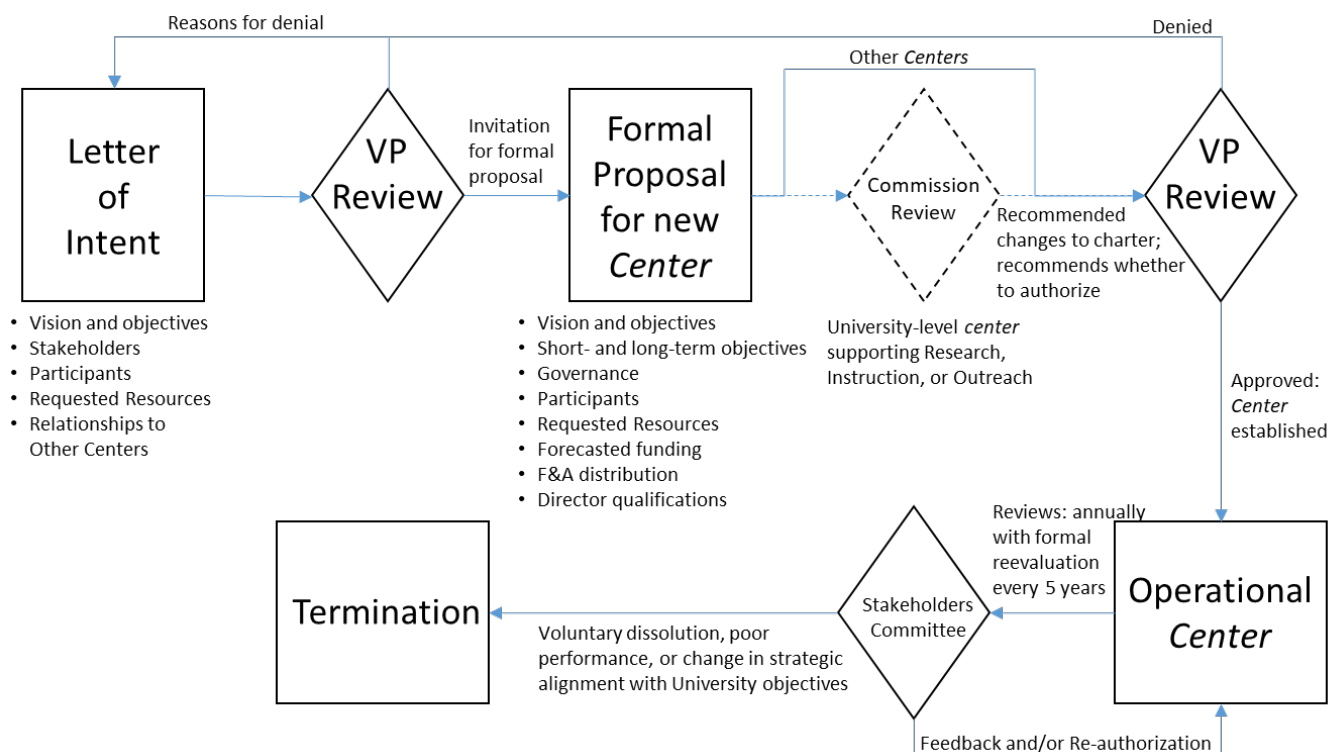 Reasons for denial
Denied
Other Centers
Letter
of
Intent
VP
Review
Invitation
for formal
proposal
Formal
Proposal
for new
Center
Commission
Review
Recommended
changes to charter;
recommends whether
to authorize
VP
Review
• Vision and objectives
• Stakeholders
• Participants
• Requested Resources
• Relationships to
Other Centers
• Vision and objectives
• Short- and long-term objectives
• Governance
• Participants
• Requested Resources
• Forecasted funding
• F&A distribution
• Director qualifications
University-level center
supporting Research,
Instruction, or Outreach
Approved:
Center
established
Reviews: annually
with formal
reevaluation
every 5 years
Operational
Center
Stakeholders
Committee
Termination
Voluntary dissolution, poor
performance, or change in strategic
alignment with University objectives
Feedback and/or Re-authorization